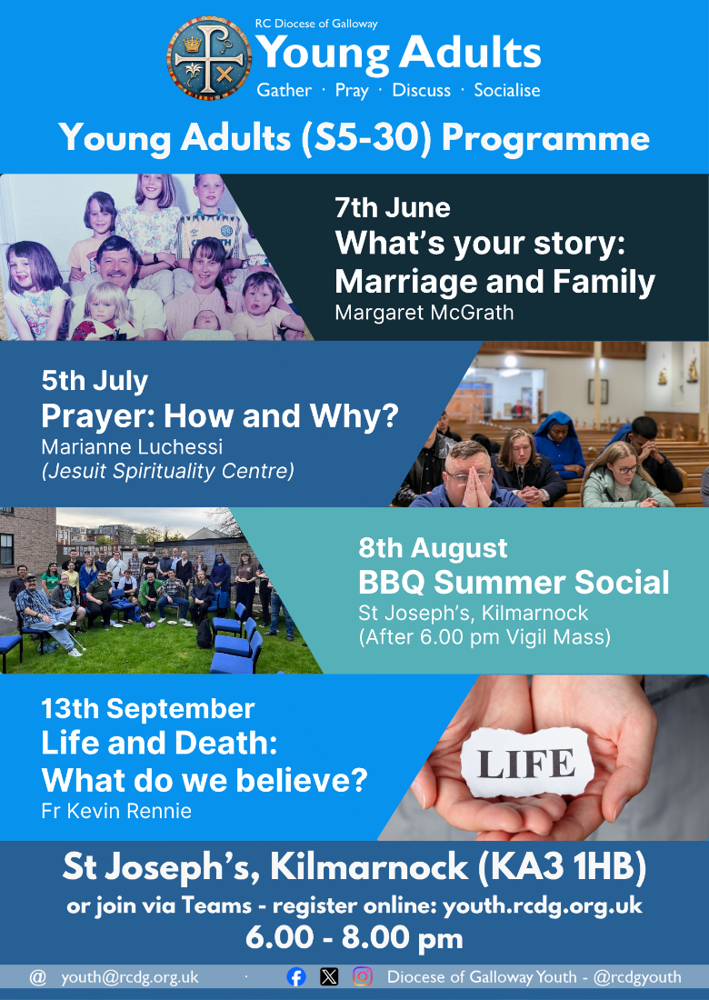 RC Diocese of Galloway
Young Adults
Gather · Pray · Discuss · Socialise
Young Adults (S5-30) Programme
7th June
What's your story:
Marriage and Family
Margaret McGrath
5th July
Prayer: How and Why?
Marianne Luchessi
(Jesuit Spirituality Centre)
8th August
BBQ Summer Social
St Joseph's, Kilmarnock
(After 6.00 pm Vigil Mass)
13th September
Life and Death:
What do we believe?
Fr Kevin Rennie
LIFE
St Joseph's, Kilmarnock (KA3 1HB)
or join via Teams - register online: youth.rcdg.org.uk
6.00 - 8.00 pm
@ youth@rcdg.org.uk · Diocese of Galloway Youth - @rcdgyouth